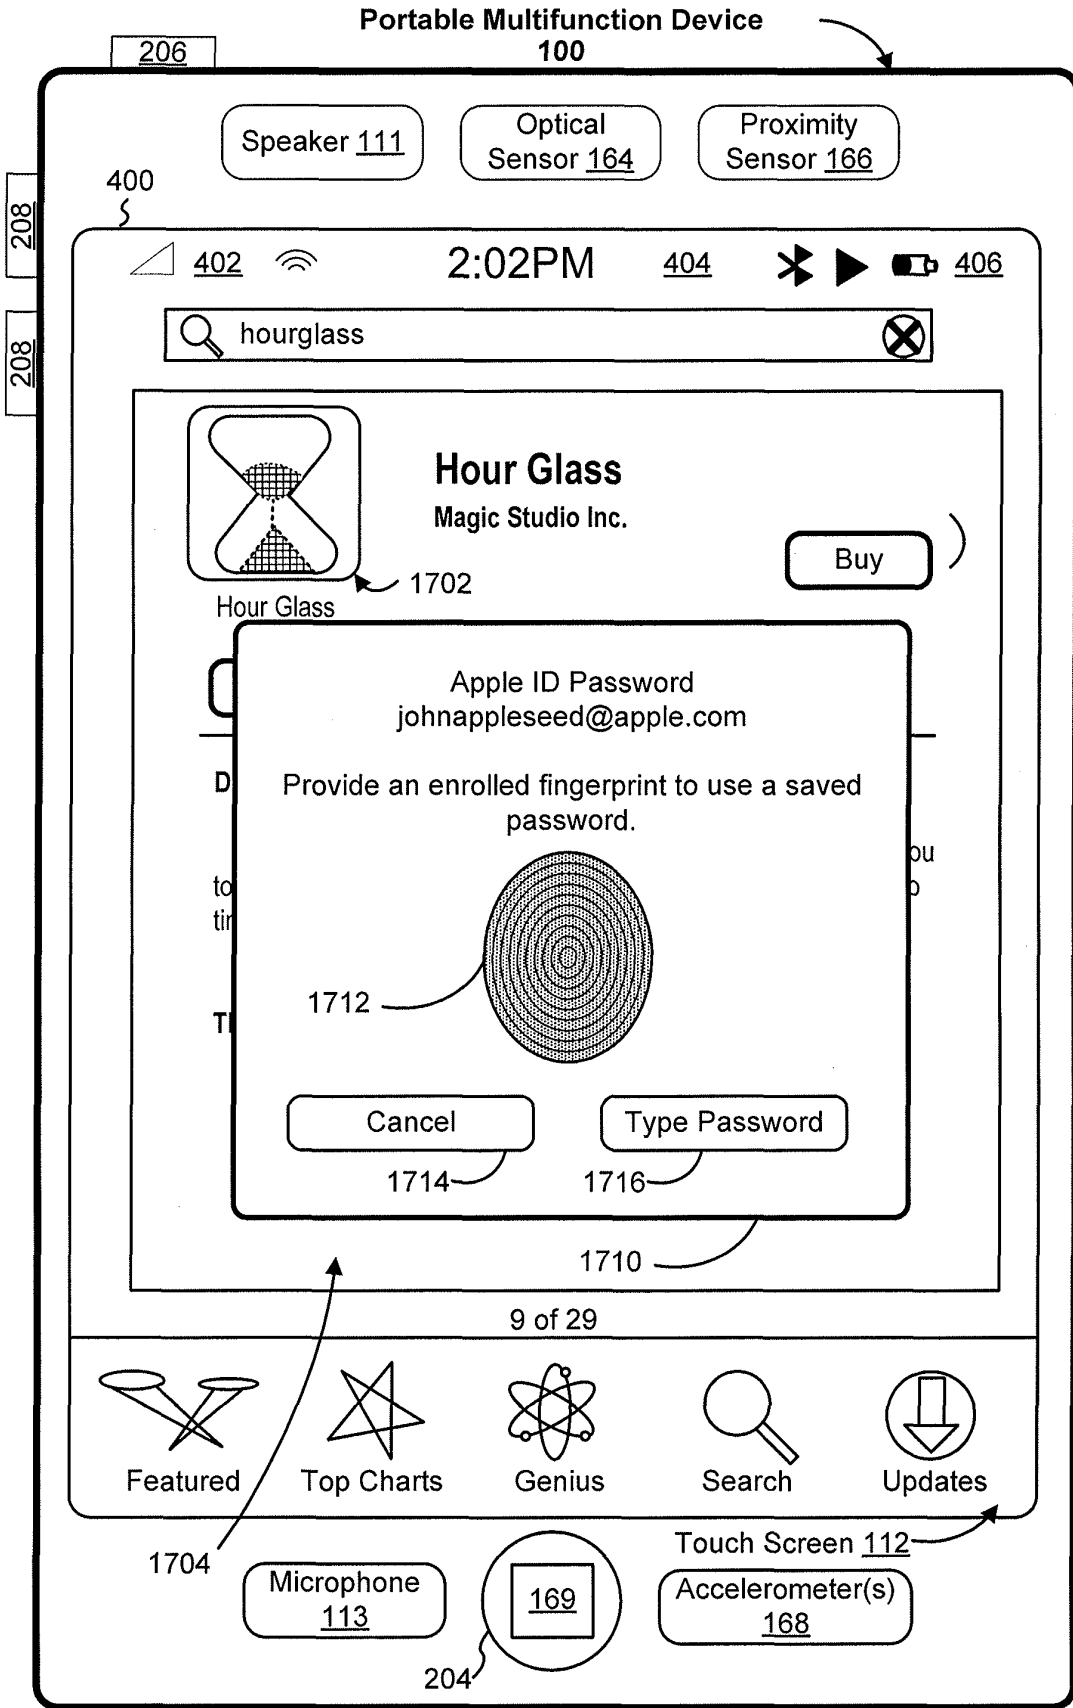 Portable Multifunction Device
100
206
Speaker 111
Optical
Sensor 164
Proximity
Sensor 166
400
208
208
402
2:02PM
404
406
hourglass
Hour Glass
Magic Studio Inc.
Buy
1702
Hour Glass
Apple ID Password
johnappleseed@apple.com
D
Provide an enrolled fingerprint to use a saved
password.
ou
to
tir
1712
Cancel
Type Password
1714
1716
1710
9 of 29
Featured
Top Charts
Genius
Search
Updates
1704
Touch Screen 112
Microphone
113
169
Accelerometer(s)
168
204